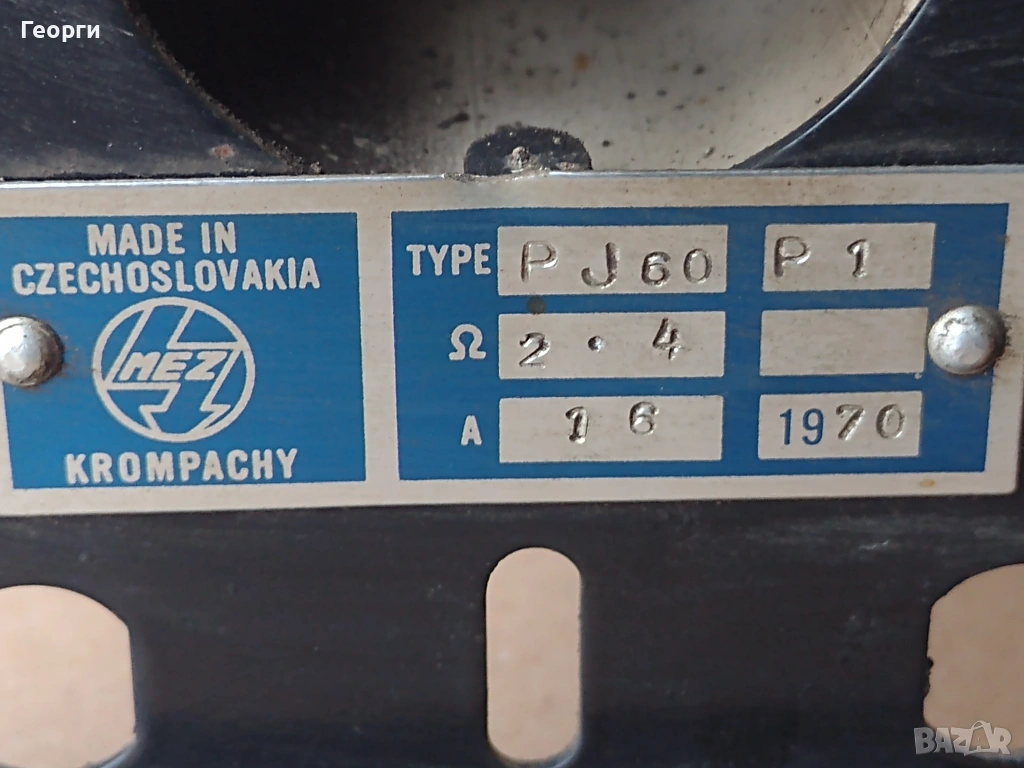 Георги
MADE IN
CZECHOSLOVAKIA
MEZ
KROMPACHY
TYPE PJ60 P1
Ω 2.4
A 16 1970
BAZAR